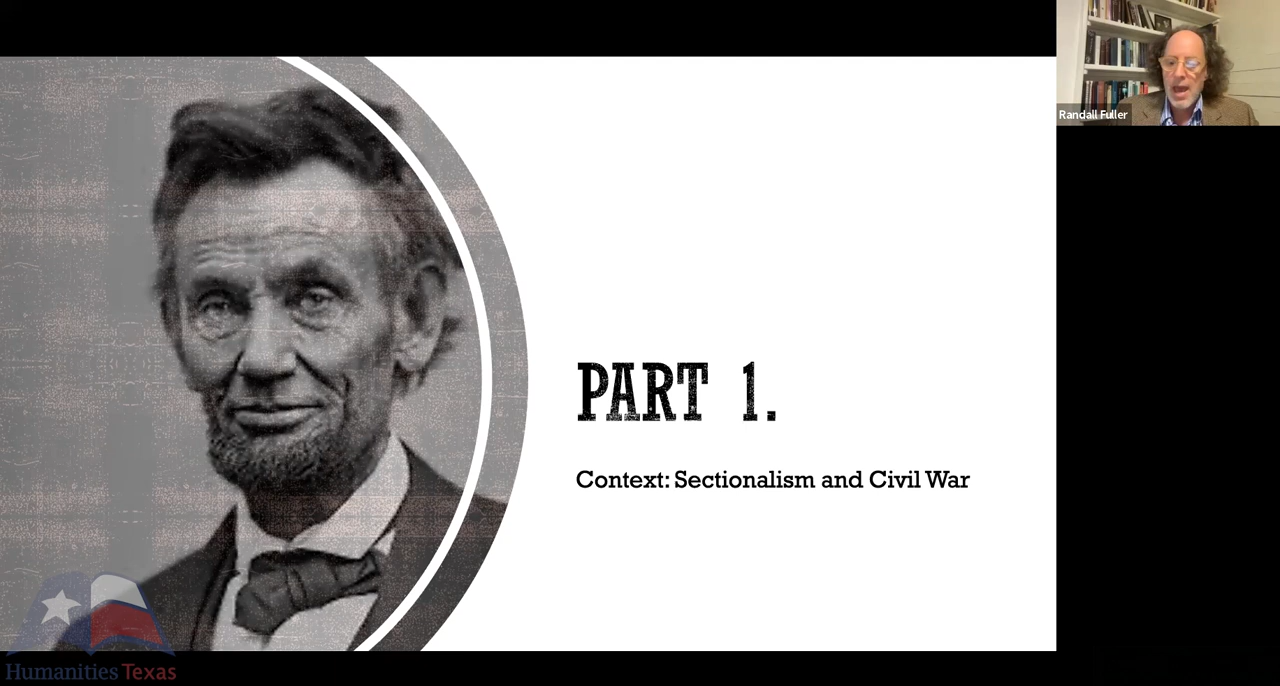 Randall Fuller
PART 1.
Context: Sectionalism and Civil War
Humanities Texas